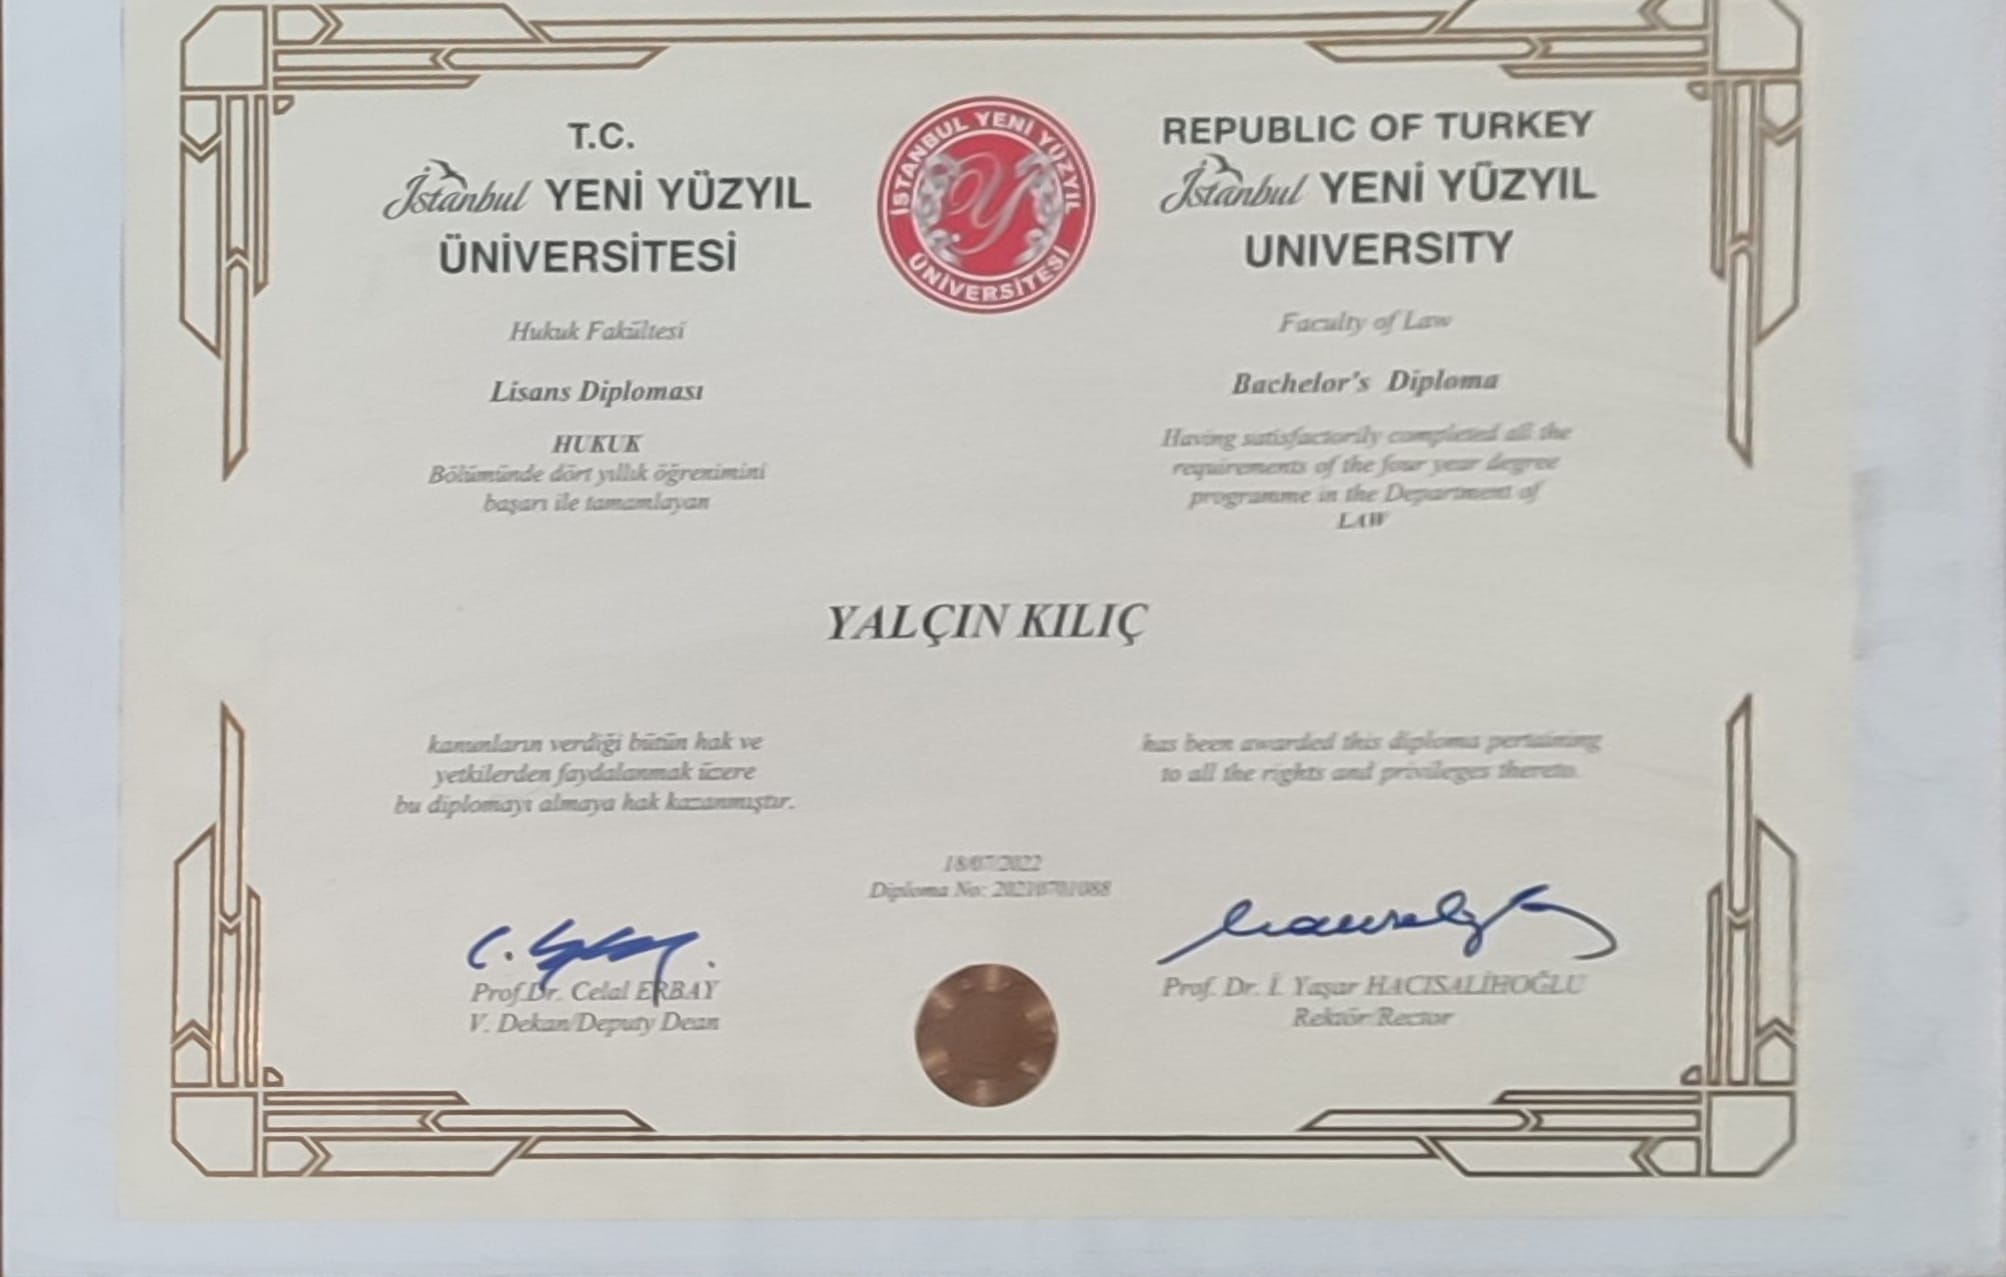 T.C.
İstanbul YENİ YÜZYIL
ÜNİVERSİTESİ
Hukuk Fakültesi
Lisans Diploması
HUKUK
Bölümünde dört yıllık öğrenimini
başarı ile tamamlayan
İSTANBUL YENİ YÜZYIL
ÜNİVERSİTESİ
REPUBLIC OF TURKEY
İstanbul YENİ YÜZYIL
UNIVERSITY
Faculty of Law
Bachelor's Diploma
Having satisfactorily completed all the
requirements of the four year degree
programme in the Department of
LAW
YALÇIN KILIÇ
kanunların verdiği bütün hak ve
yetkilerden faydalanmak üzere
bu diplomayı almaya hak kazanmıştır.
has been awarded this diploma pertaining
to all the rights and privileges thereto.
18/07/2022
Diploma No: 20210701088
Prof.Dr. Celal ERBAY
V. Dekan/Deputy Dean
Prof. Dr. İ. Yaşar HACISALİHOĞLU
Rektör/Rector